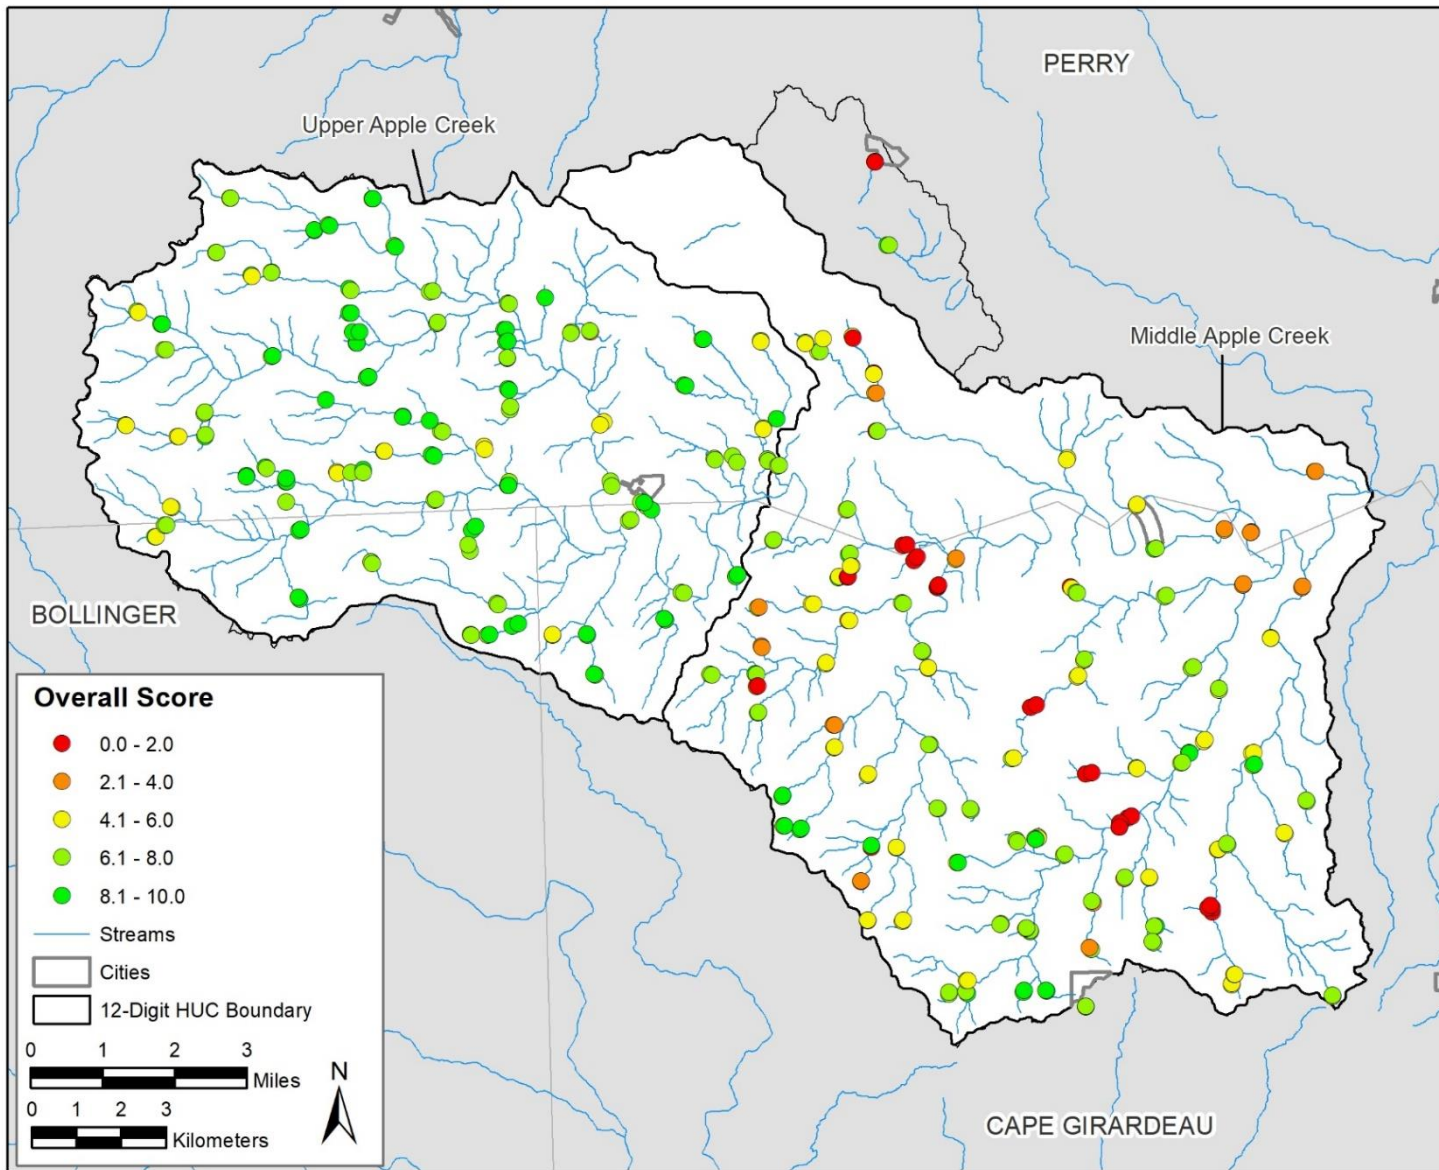 PERRY
Upper Apple Creek
Middle Apple Creek
BOLLINGER
Overall Score
0.0 - 2.0
2.1 - 4.0
4.1 - 6.0
6.1 - 8.0
8.1 - 10.0
Streams
Cities
12-Digit HUC Boundary
0 1 2 3
Miles
N
0 1 2 3
Kilometers
CAPE GIRARDEAU